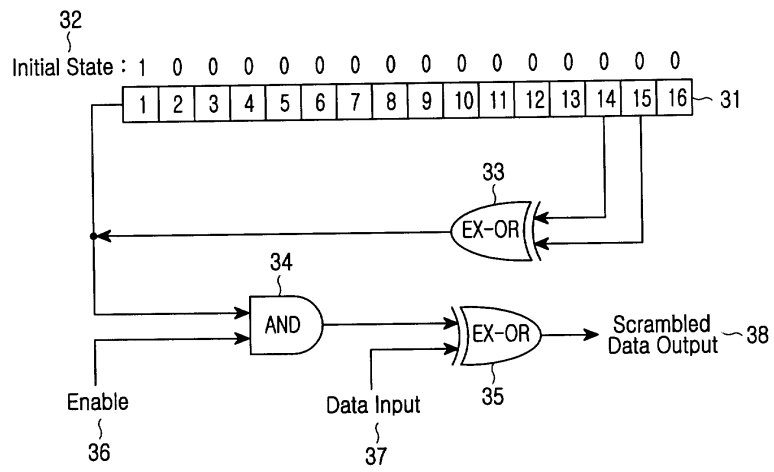 32
Initial State : 1 0 0 0 0 0 0 0 0 0 0 0 0 0 0 0
1 2 3 4 5 6 7 8 9 10 11 12 13 14 15 16 31
33
EX-OR
34
AND
EX-OR
35
Scrambled
Data Output 38
Enable
36
Data Input
37